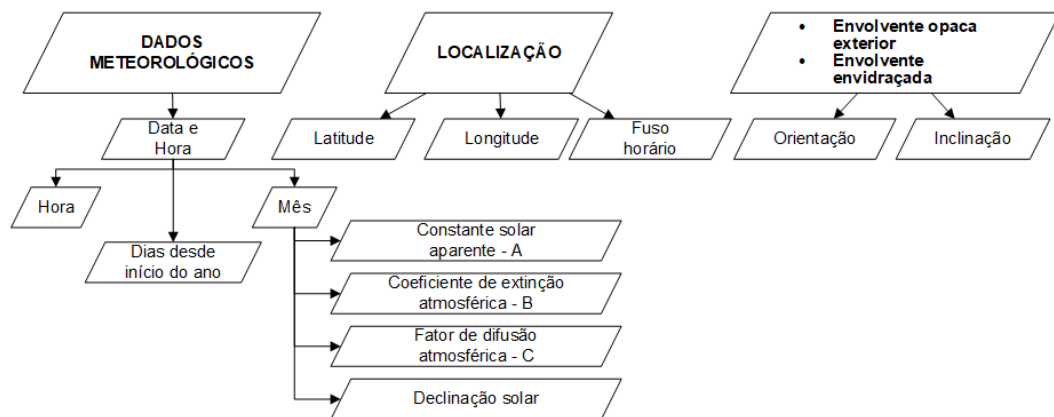 DADOS
METEOROLÓGICOS
LOCALIZAÇÃO
• Envolvente opaca
exterior
• Envolvente
envidraçada
Data e
Hora
Latitude
Longitude
Fuso
horário
Orientação
Inclinação
Hora
Mês
Dias desde
início do ano
Constante solar
aparente - A
Coeficiente de extinção
atmosférica - B
Fator de difusão
atmosférica - C
Declinação solar